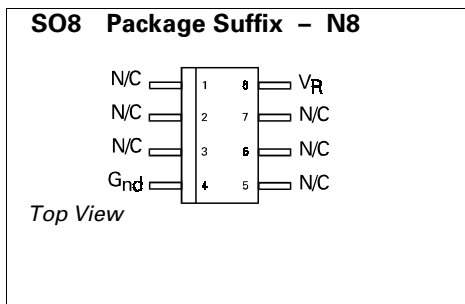 SO8 Package Suffix – N8
N/C 1 8 VR
N/C 2 7 N/C
N/C 3 6 N/C
Gnd 4 5 N/C
Top View